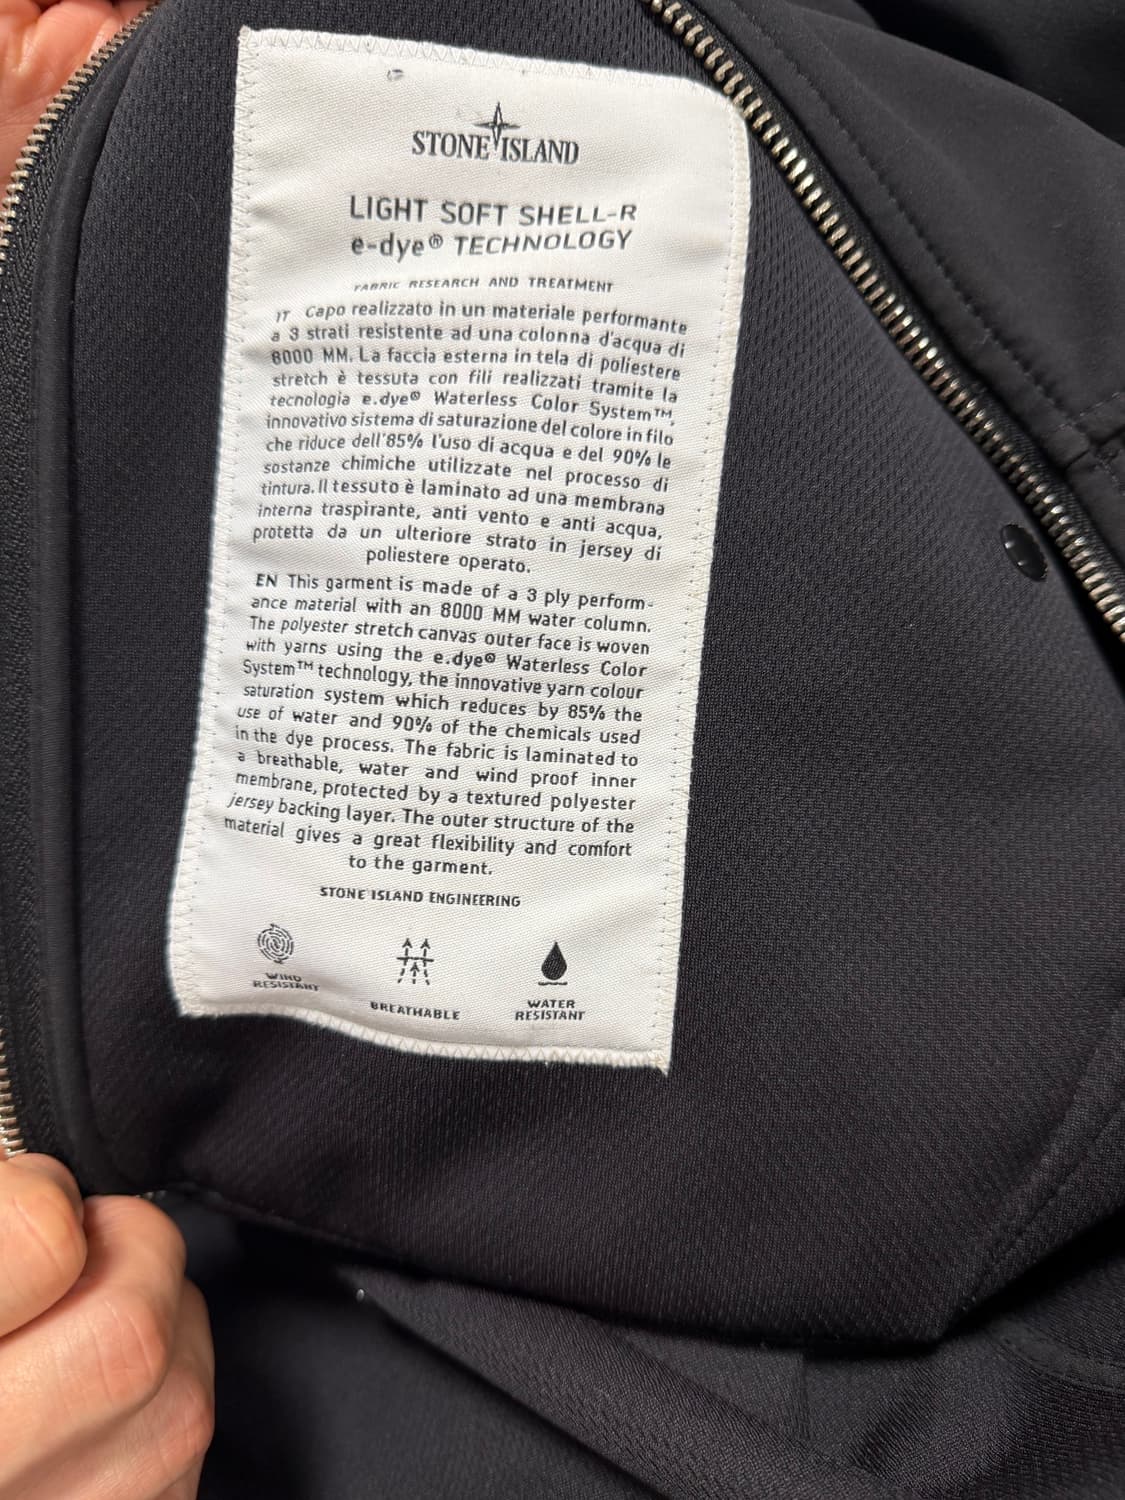 STONE ISLAND
LIGHT SOFT SHELL-R
e-dye® TECHNOLOGY
FABRIC RESEARCH AND TREATMENT
IT Capo realizzato in un materiale performante
a 3 strati resistente ad una colonna d'acqua di
8000 MM. La faccia esterna in tela di poliestere
stretch è tessuta con fili realizzati tramite la
tecnologia e.dye® Waterless Color System™,
innovativo sistema di saturazione del colore in filo
che riduce dell'85% l'uso di acqua e del 90% le
sostanze chimiche utilizzate nel processo di
tintura. Il tessuto è laminato ad una membrana
interna traspirante, anti vento e anti acqua,
protetta da un ulteriore strato in jersey di
poliestere operato.
EN This garment is made of a 3 ply perform-
ance material with an 8000 MM water column.
The polyester stretch canvas outer face is woven
with yarns using the e.dye® Waterless Color
System™ technology, the innovative yarn colour
saturation system which reduces by 85% the
use of water and 90% of the chemicals used
in the dye process. The fabric is laminated to
a breathable, water and wind proof inner
membrane, protected by a textured polyester
jersey backing layer. The outer structure of the
material gives a great flexibility and comfort
to the garment.
STONE ISLAND ENGINEERING
WIND
RESISTANT
BREATHABLE
WATER
RESISTANT